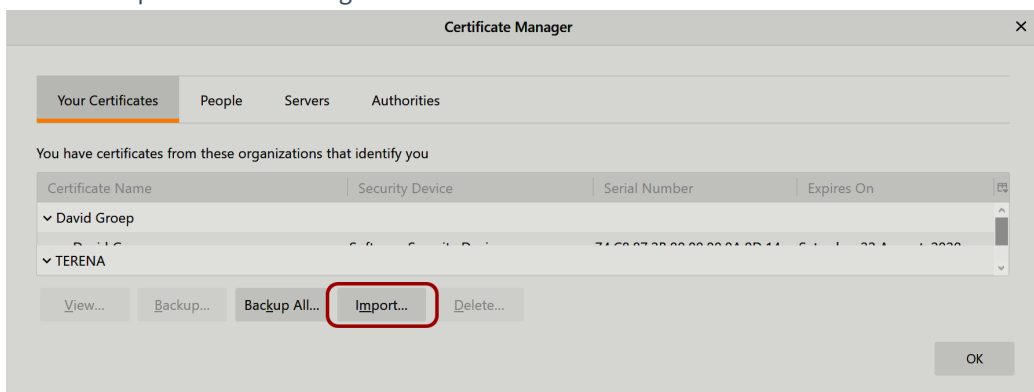 Certificate Manager
Your Certificates People Servers Authorities
You have certificates from these organizations that identify you
Certificate Name Security Device Serial Number Expires On
David Groep
TERENA
View... Backup... Backup All... Import... Delete...
OK